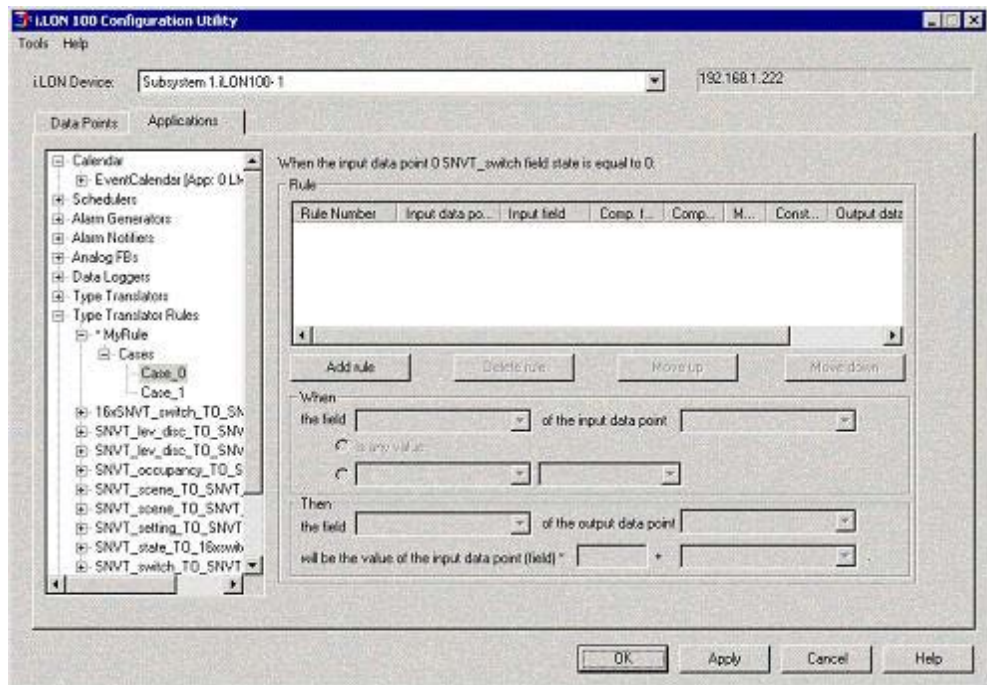 i.LON 100 Configuration Utility
Tools Help
i.LON Device: Subsystem 1.iLON100-1 192.168.1.222
Data Points Applications
Calendar
EventCalendar [App: 0 LN
Schedulers
Alarm Generators
Alarm Notifiers
Analog FBs
Data Loggers
Type Translators
Type Translator Rules
* MyRule
Cases
Case_0
Case_1
16xSNVT_switch_TO_SN
SNVT_lev_disc_TO_SNV
SNVT_lev_disc_TO_SNV
SNVT_occupancy_TO_S
SNVT_scene_TO_SNVT_
SNVT_scene_TO_SNVT_
SNVT_setting_TO_SNVT
SNVT_state_TO_16xswit
SNVT_switch_TO_SNVT
When the input data point 0 SNVT_switch field state is equal to 0:
Rule
Rule Number Input data po... Input field Comp. f... Comp... M... Const... Output data
Add rule Delete rule Move up Move down
When
the field of the input data point
is any value
Then
the field of the output data point
will be the value of the input data point (field) * + .
OK Apply Cancel Help